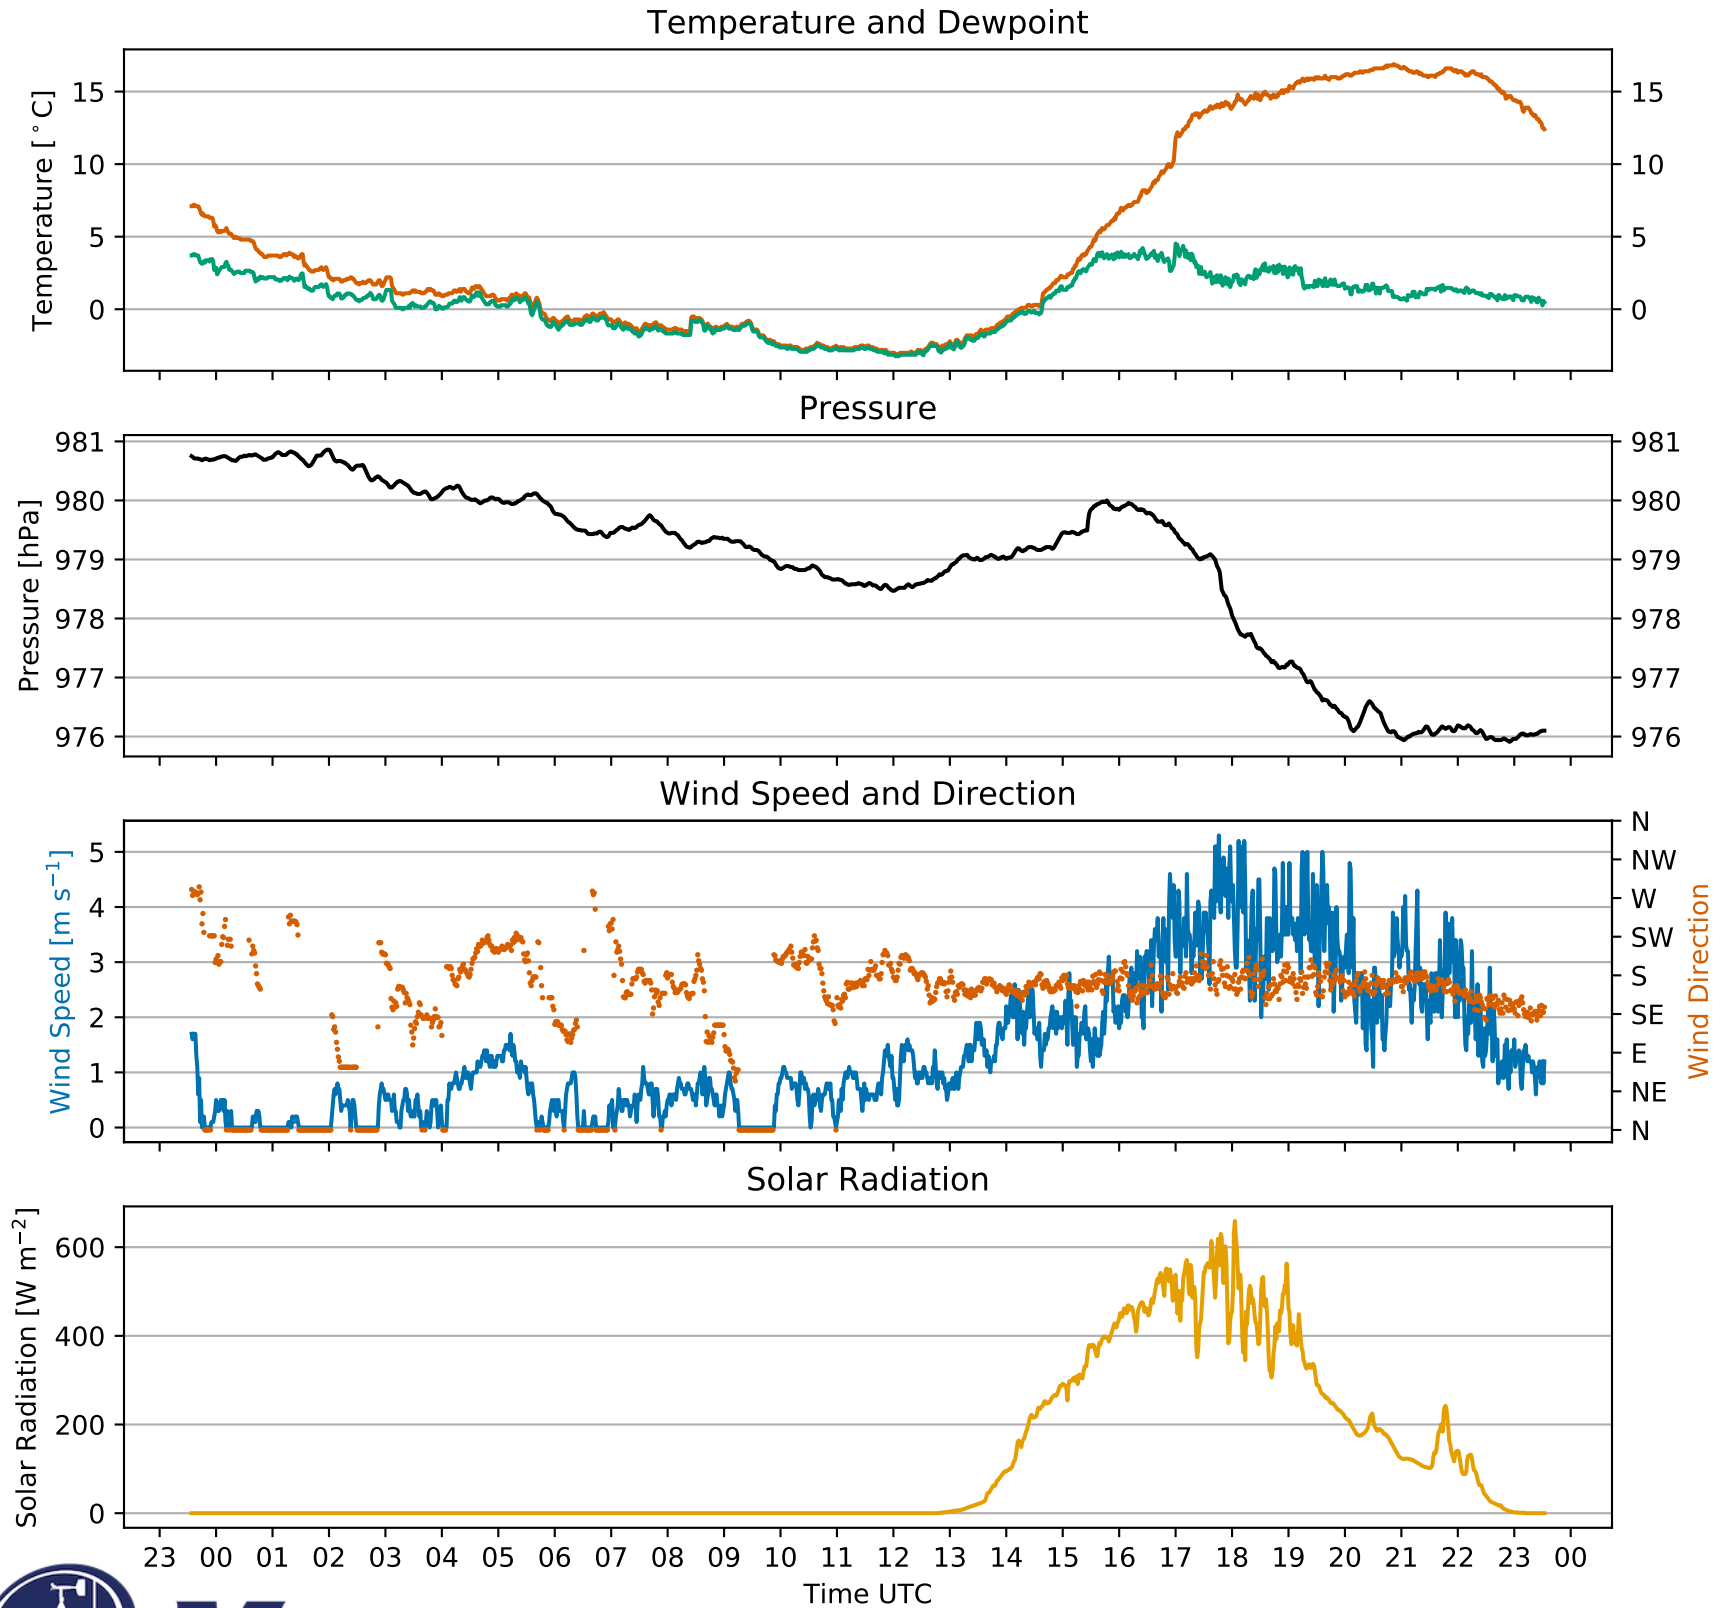 Temperature and Dewpoint
Temperature [°C]
15 15
10 10
5 5
0 0
Pressure
Pressure [hPa]
981 981
980 980
979 979
978 978
977 977
976 976
Wind Speed and Direction
Wind Speed [m s⁻¹]
Wind Direction
N
5 NW
4 W
SW
3 S
2 SE
1 E
NE
0 N
Solar Radiation
Solar Radiation [W m⁻²]
600
400
200
0
23 00 01 02 03 04 05 06 07 08 09 10 11 12 13 14 15 16 17 18 19 20 21 22 23 00
Time UTC